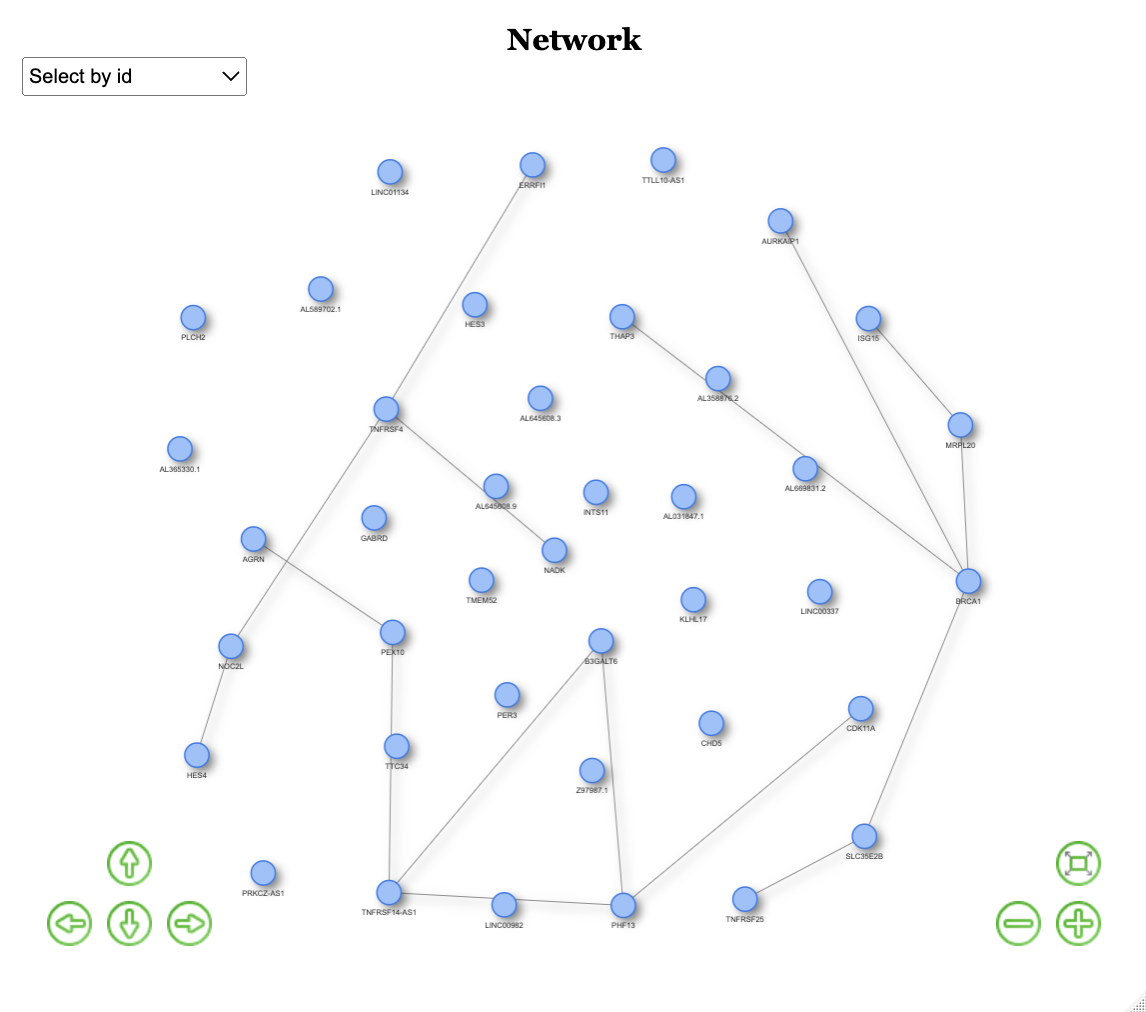 Network
Select by id
TTLL10-AS1
ERRFI1
LINC01134
AURKAIP1
AL589702.1
HES3
PLCH2
THAP3
ISG15
AL358876.2
AL645608.3
TNFRSF4
MRPL20
AL365330.1
AL669831.2
AL645608.9
INTS11
AL031847.1
GABRD
AGRN
NADK
TMEM52
BRCA1
LINC00337
KLHL17
PEX10
B3GALT6
NOC2L
PER3
CDK11A
CHD5
TTC34
HES4
Z97987.1
SLC35E2B
PRKCZ-AS1
TNFRSF14-AS1
TNFRSF25
LINC00982
PHF13